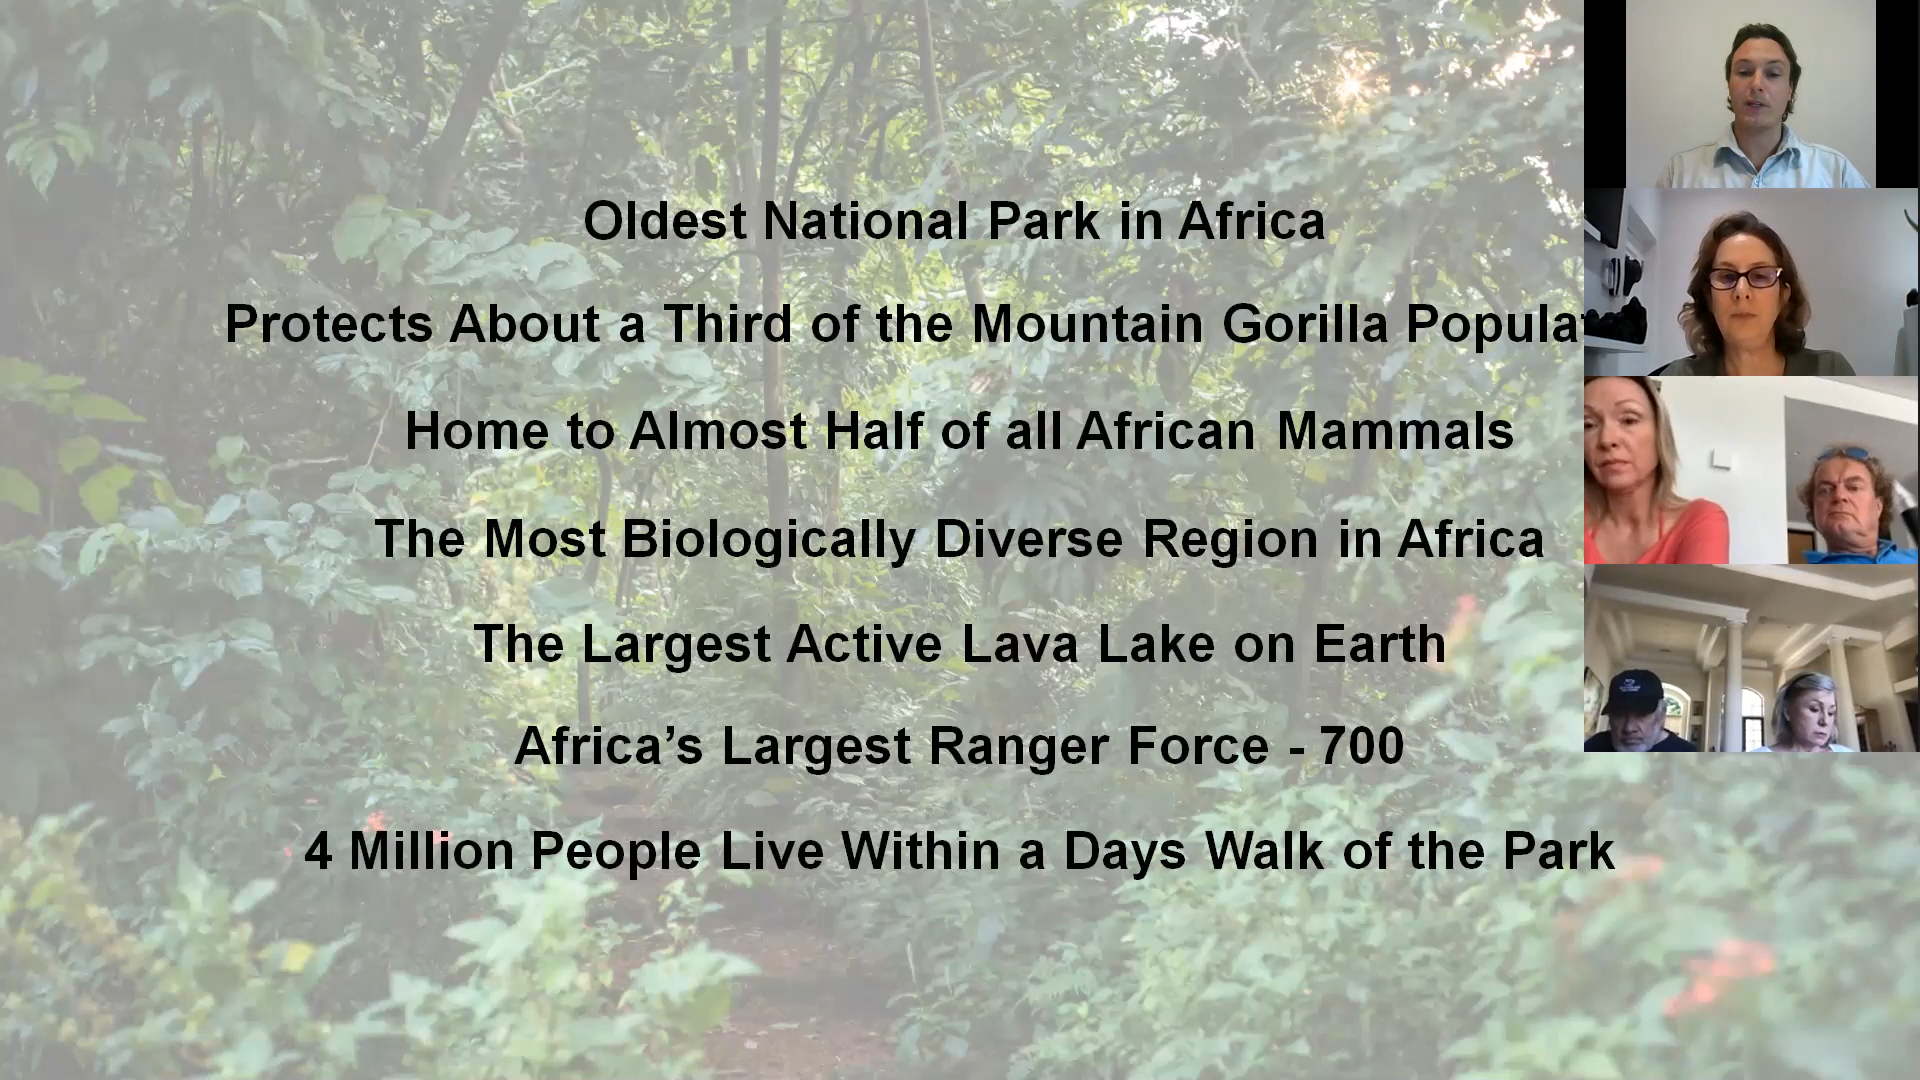 Oldest National Park in Africa
Protects About a Third of the Mountain Gorilla
Home to Almost Half of all African Mammals
The Most Biologically Diverse Region in Africa
The Largest Active Lava Lake on Earth
Africa’s Largest Ranger Force - 700
4 Million People Live Within a Days Walk of the Park